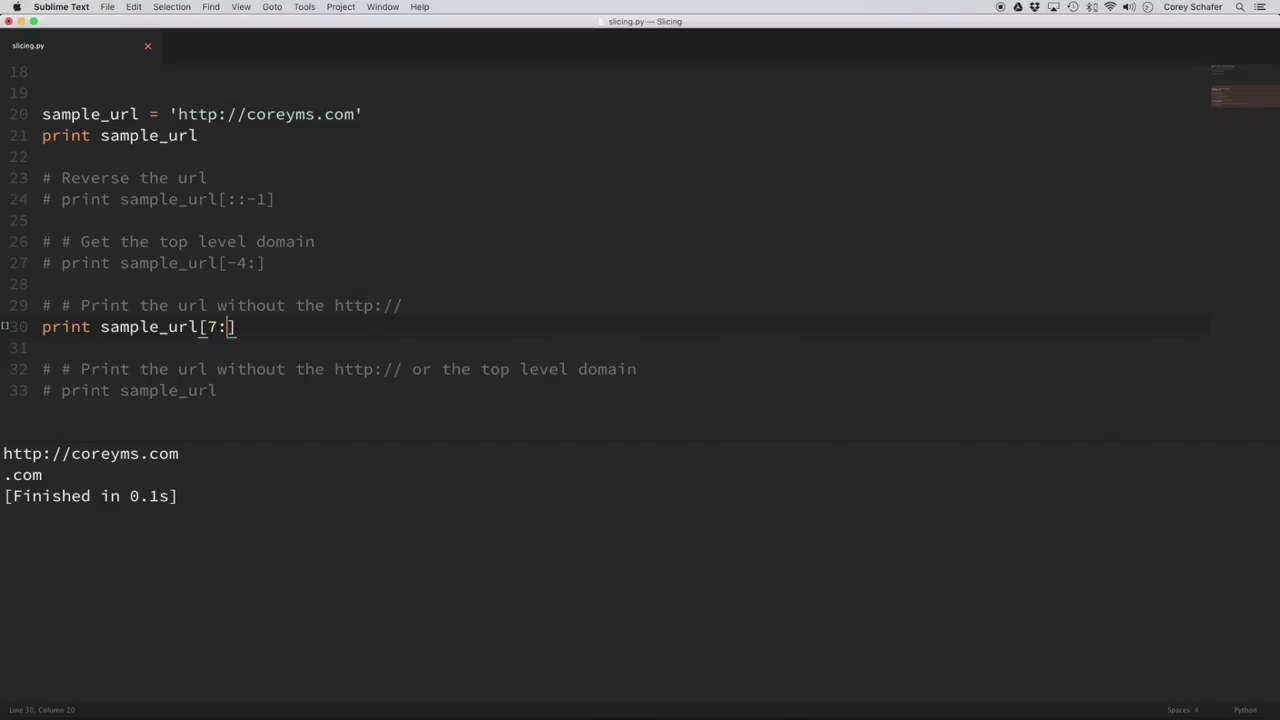 Sublime Text File Edit Selection Find View Goto Tools Project Window Help Corey Schafer
slicing.py — Slicing
slicing.py
18
19
20 sample_url = 'http://coreyms.com'
21 print sample_url
22
23 # Reverse the url
24 # print sample_url[::-1]
25
26 # # Get the top level domain
27 # print sample_url[-4:]
28
29 # # Print the url without the http://
30 print sample_url[7:]
31
32 # # Print the url without the http:// or the top level domain
33 # print sample_url
http://coreyms.com
.com
[Finished in 0.1s]
Line 30, Column 20 Spaces: 4 Python